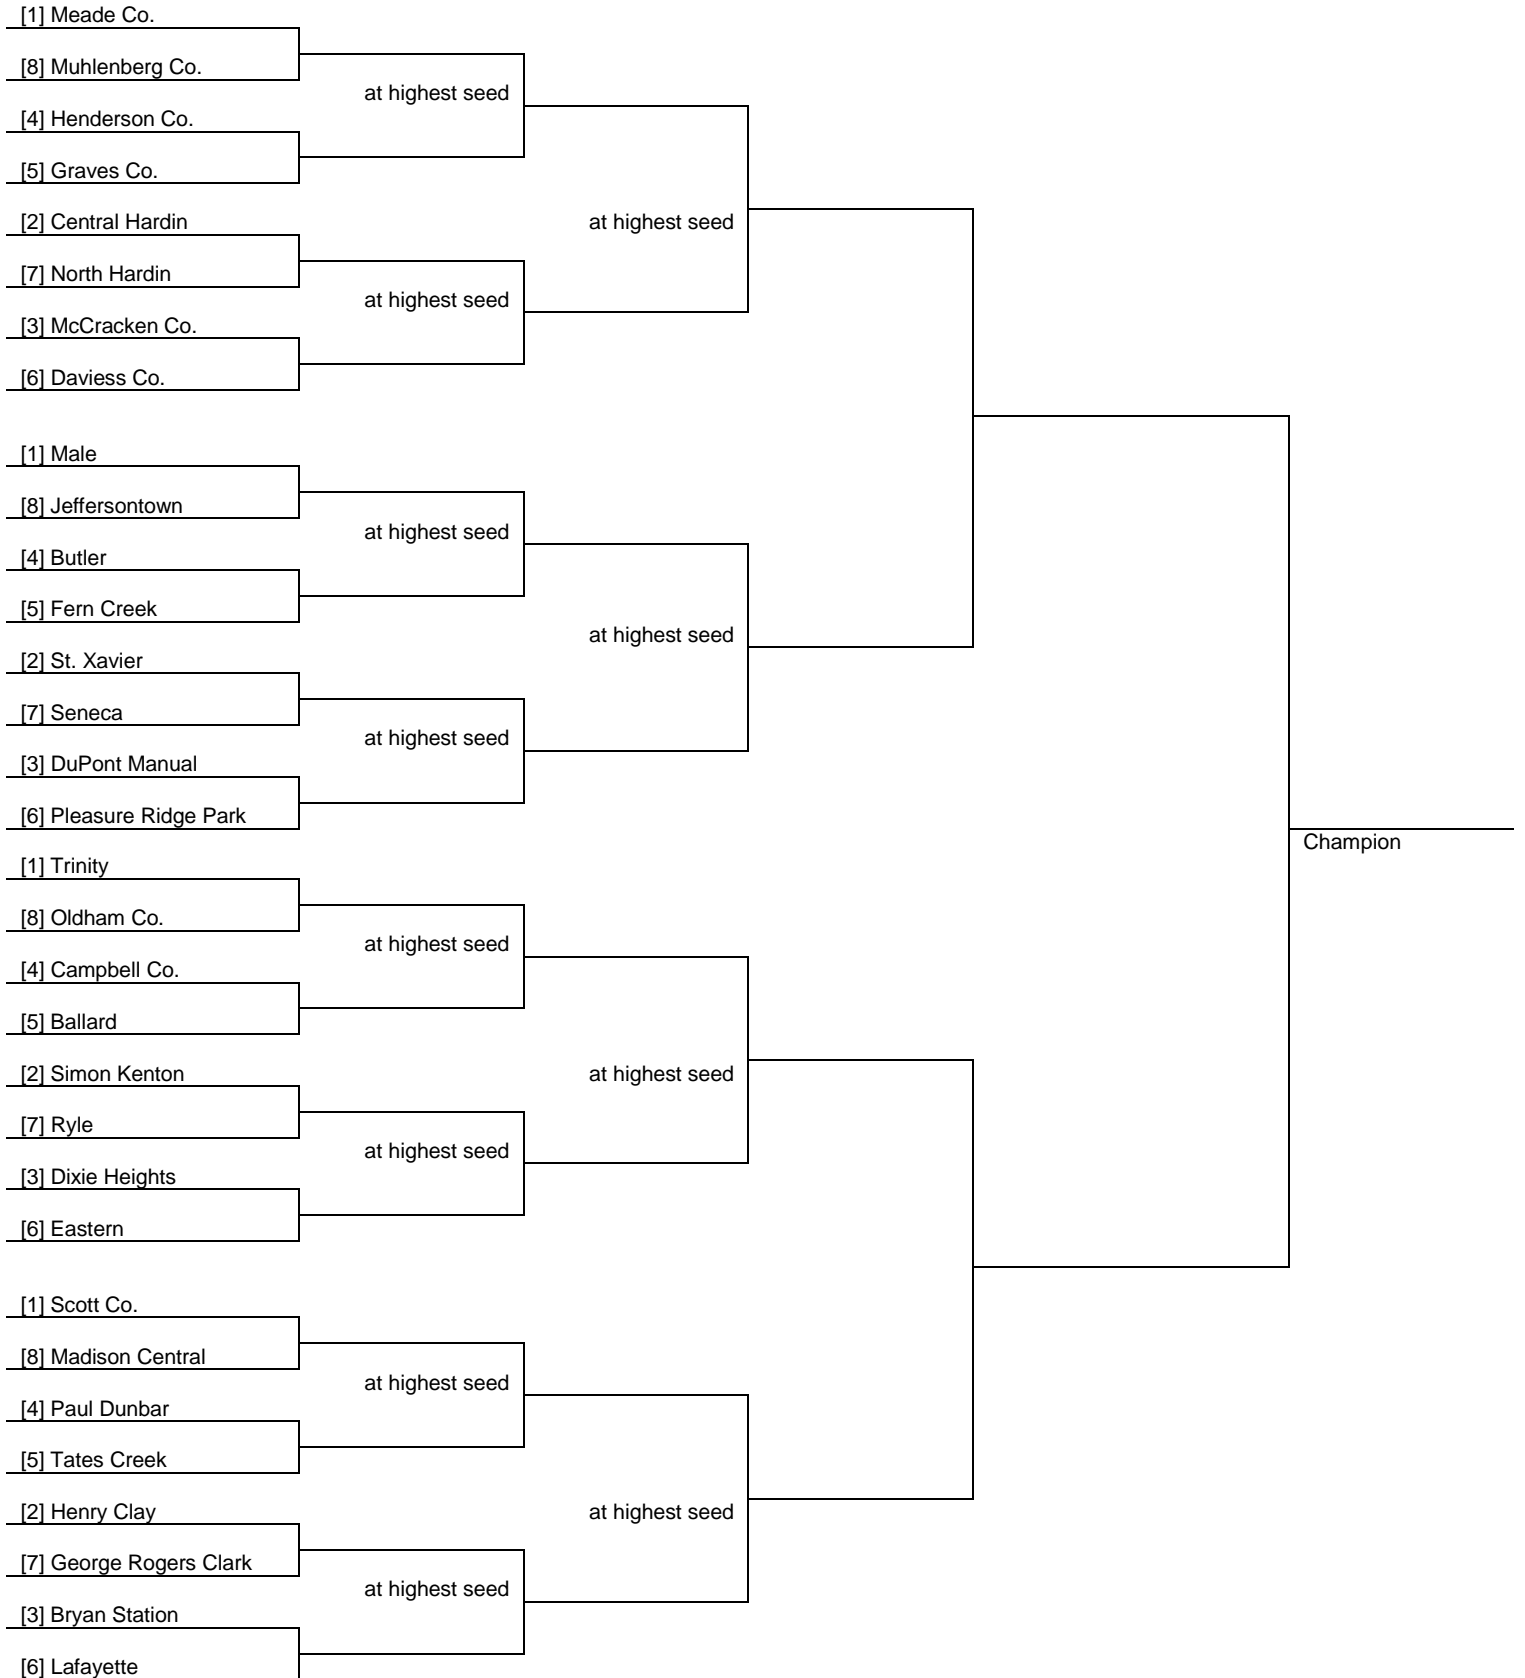 [1] Meade Co.
[8] Muhlenberg Co.
at highest seed
[4] Henderson Co.
[5] Graves Co.
[2] Central Hardin
at highest seed
[7] North Hardin
at highest seed
[3] McCracken Co.
[6] Daviess Co.
[1] Male
[8] Jeffersontown
at highest seed
[4] Butler
[5] Fern Creek
at highest seed
[2] St. Xavier
[7] Seneca
at highest seed
[3] DuPont Manual
[6] Pleasure Ridge Park
Champion
[1] Trinity
[8] Oldham Co.
at highest seed
[4] Campbell Co.
[5] Ballard
[2] Simon Kenton
at highest seed
[7] Ryle
at highest seed
[3] Dixie Heights
[6] Eastern
[1] Scott Co.
[8] Madison Central
at highest seed
[4] Paul Dunbar
[5] Tates Creek
[2] Henry Clay
at highest seed
[7] George Rogers Clark
at highest seed
[3] Bryan Station
[6] Lafayette